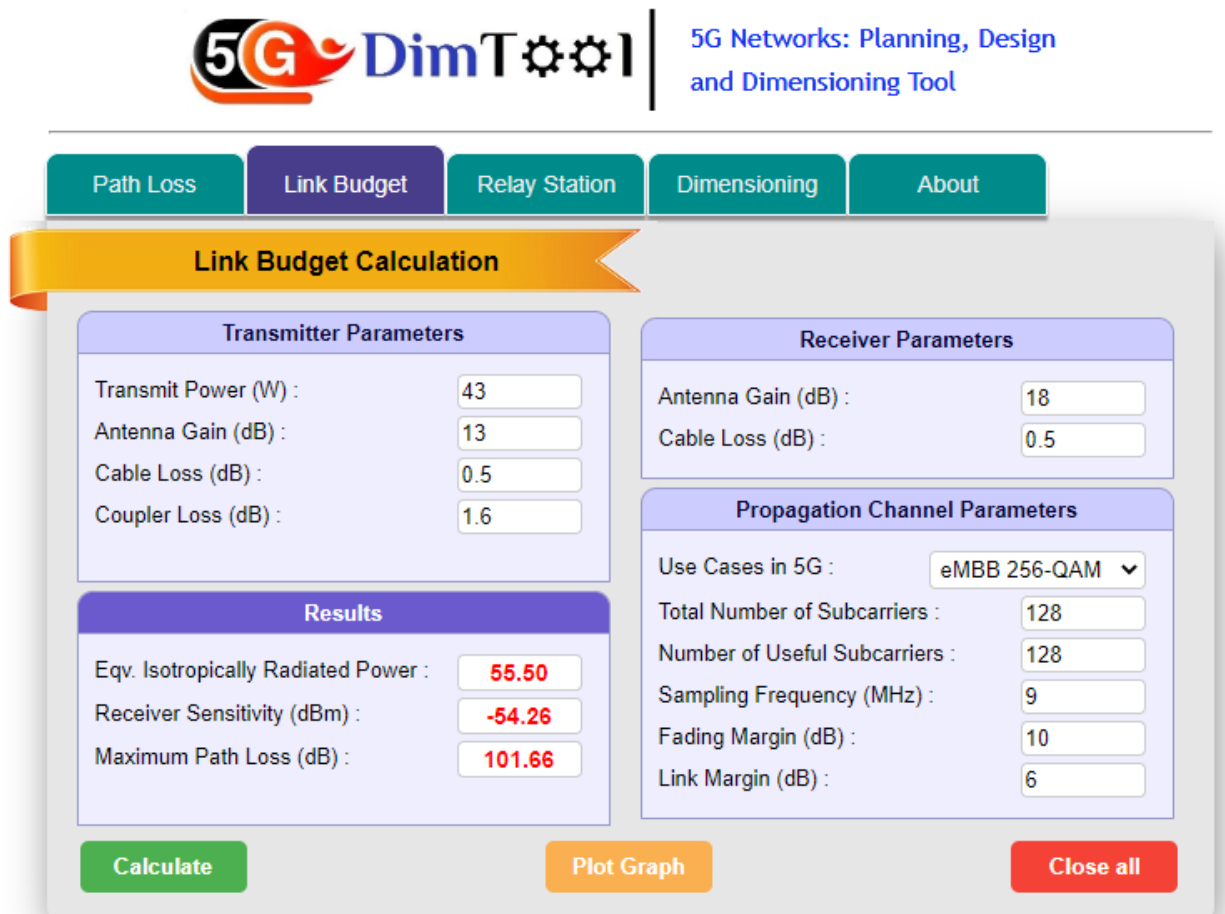 5G DimTool
5G Networks: Planning, Design
and Dimensioning Tool
Path Loss
Link Budget
Relay Station
Dimensioning
About
Link Budget Calculation
Transmitter Parameters
Transmit Power (W) : 43
Antenna Gain (dB) : 13
Cable Loss (dB) : 0.5
Coupler Loss (dB) : 1.6
Receiver Parameters
Antenna Gain (dB) : 18
Cable Loss (dB) : 0.5
Results
Eqv. Isotropically Radiated Power : 55.50
Receiver Sensitivity (dBm) : -54.26
Maximum Path Loss (dB) : 101.66
Propagation Channel Parameters
Use Cases in 5G : eMBB 256-QAM
Total Number of Subcarriers : 128
Number of Useful Subcarriers : 128
Sampling Frequency (MHz) : 9
Fading Margin (dB) : 10
Link Margin (dB) : 6
Calculate
Plot Graph
Close all